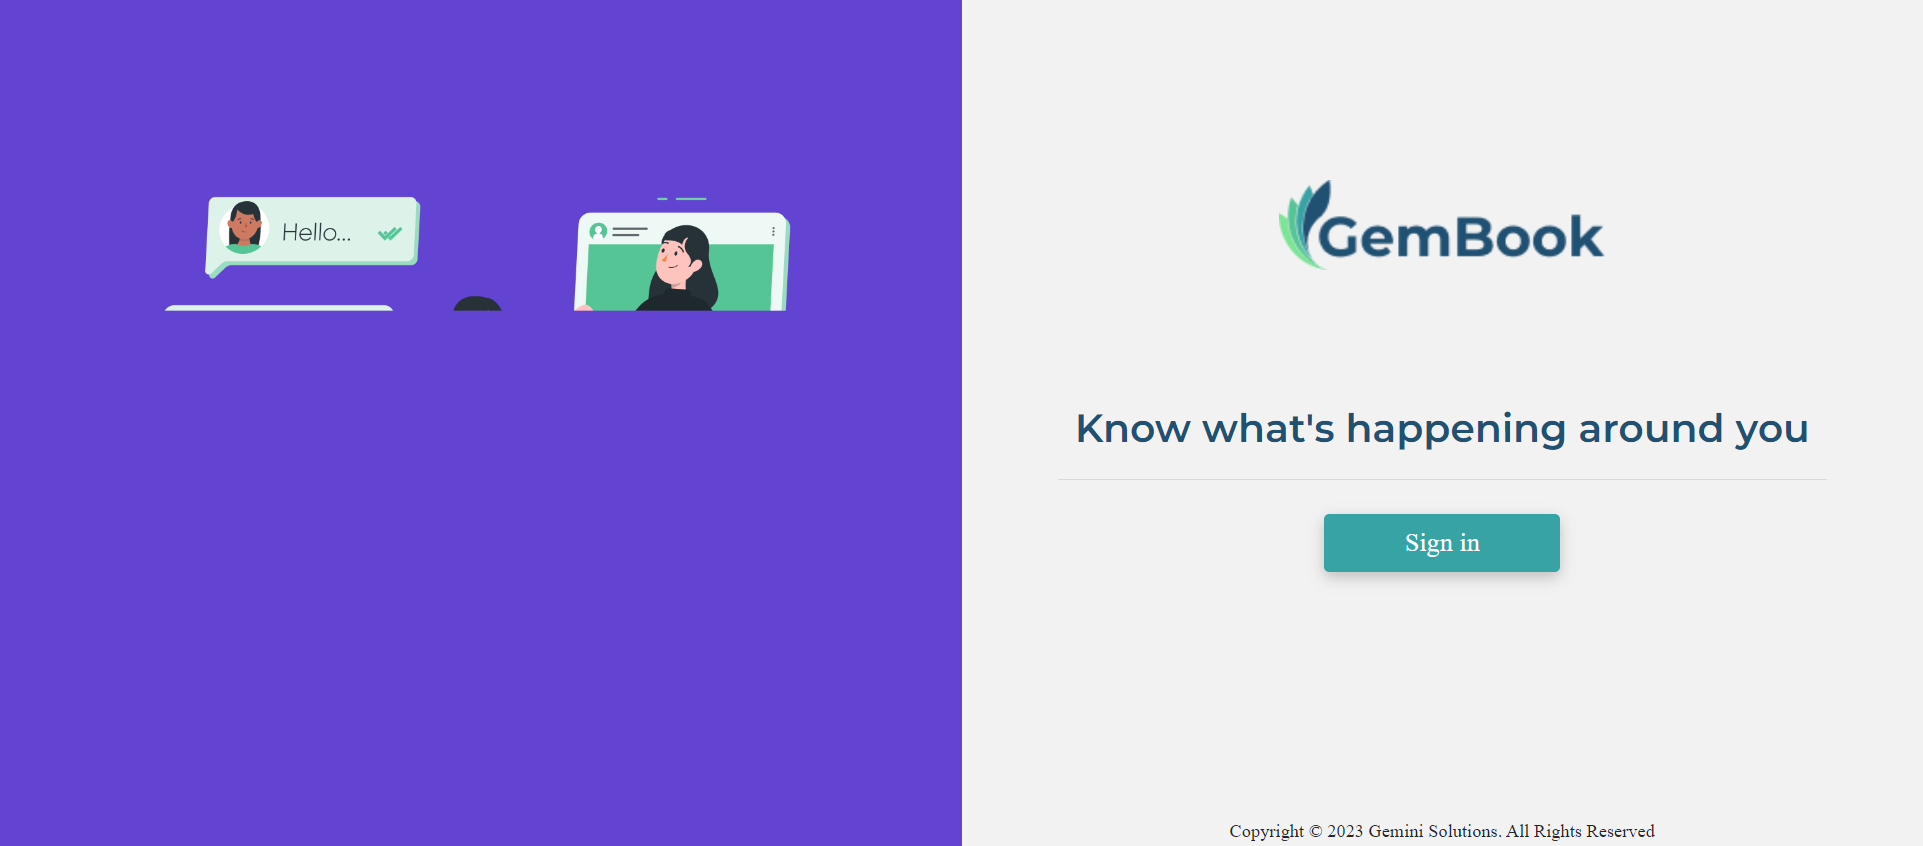 Hello...
GemBook
Know what's happening around you
Sign in
Copyright © 2023 Gemini Solutions. All Rights Reserved